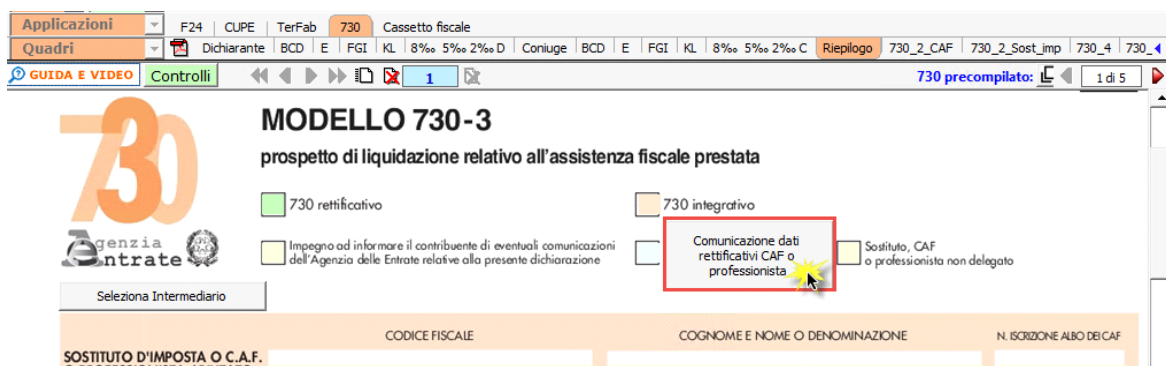 Applicazioni F24 CUPE TerFab 730 Cassetto fiscale
Quadri Dichiarante BCD E FGI KL 8‰ 5‰ 2‰ D Coniuge BCD E FGI KL 8‰ 5‰ 2‰ C Riepilogo 730_2_CAF 730_2_Sost_imp 730_4 730_
GUIDA E VIDEO Controlli 1 730 precompilato: 1 di 5
730
MODELLO 730-3
prospetto di liquidazione relativo all'assistenza fiscale prestata
730 rettificativo 730 integrativo
Agenzia Entrate
Impegno ad informare il contribuente di eventuali comunicazioni
dell'Agenzia delle Entrate relative alla presente dichiarazione
Comunicazione dati
rettificativi CAF o
professionista
Sostituto, CAF
o professionista non delegato
Seleziona Intermediario
CODICE FISCALE COGNOME E NOME O DENOMINAZIONE N. ISCRIZIONE ALBO DEI CAF
SOSTITUTO D'IMPOSTA O C.A.F.